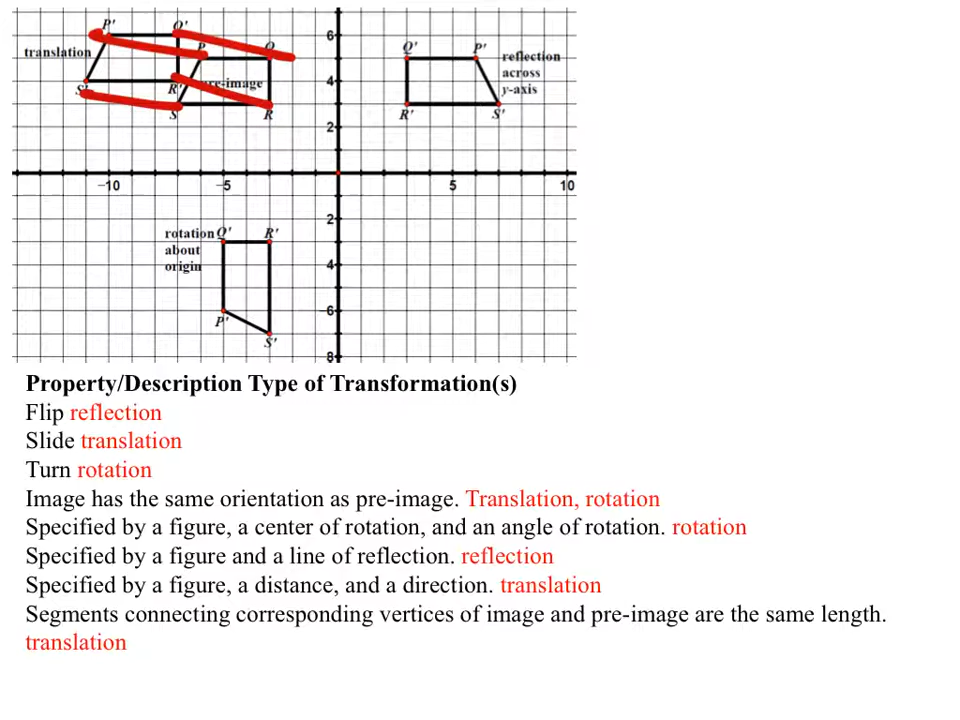 P' Q'
translation P Q 6 Q' P' reflection
across
S' R' pre-image 4 y-axis
S R R' S'
2
-10 -5 5 10
2
rotation Q' R'
about
origin 4
-6
P'
S'
8
Property/Description Type of Transformation(s)
Flip reflection
Slide translation
Turn rotation
Image has the same orientation as pre-image. Translation, rotation
Specified by a figure, a center of rotation, and an angle of rotation. rotation
Specified by a figure and a line of reflection. reflection
Specified by a figure, a distance, and a direction. translation
Segments connecting corresponding vertices of image and pre-image are the same length.
translation